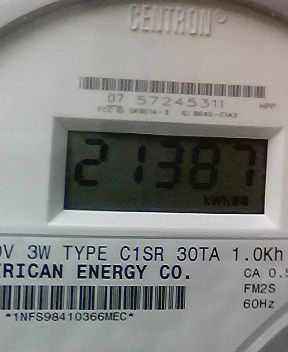 CENTRON®
07 57245311
HPP
21387
kWh
V 3W TYPE C1SR 30TA 1.0Kh
RICAN ENERGY CO.
CA 0.5
FM2S
60Hz
*1NFS98410366MEC*